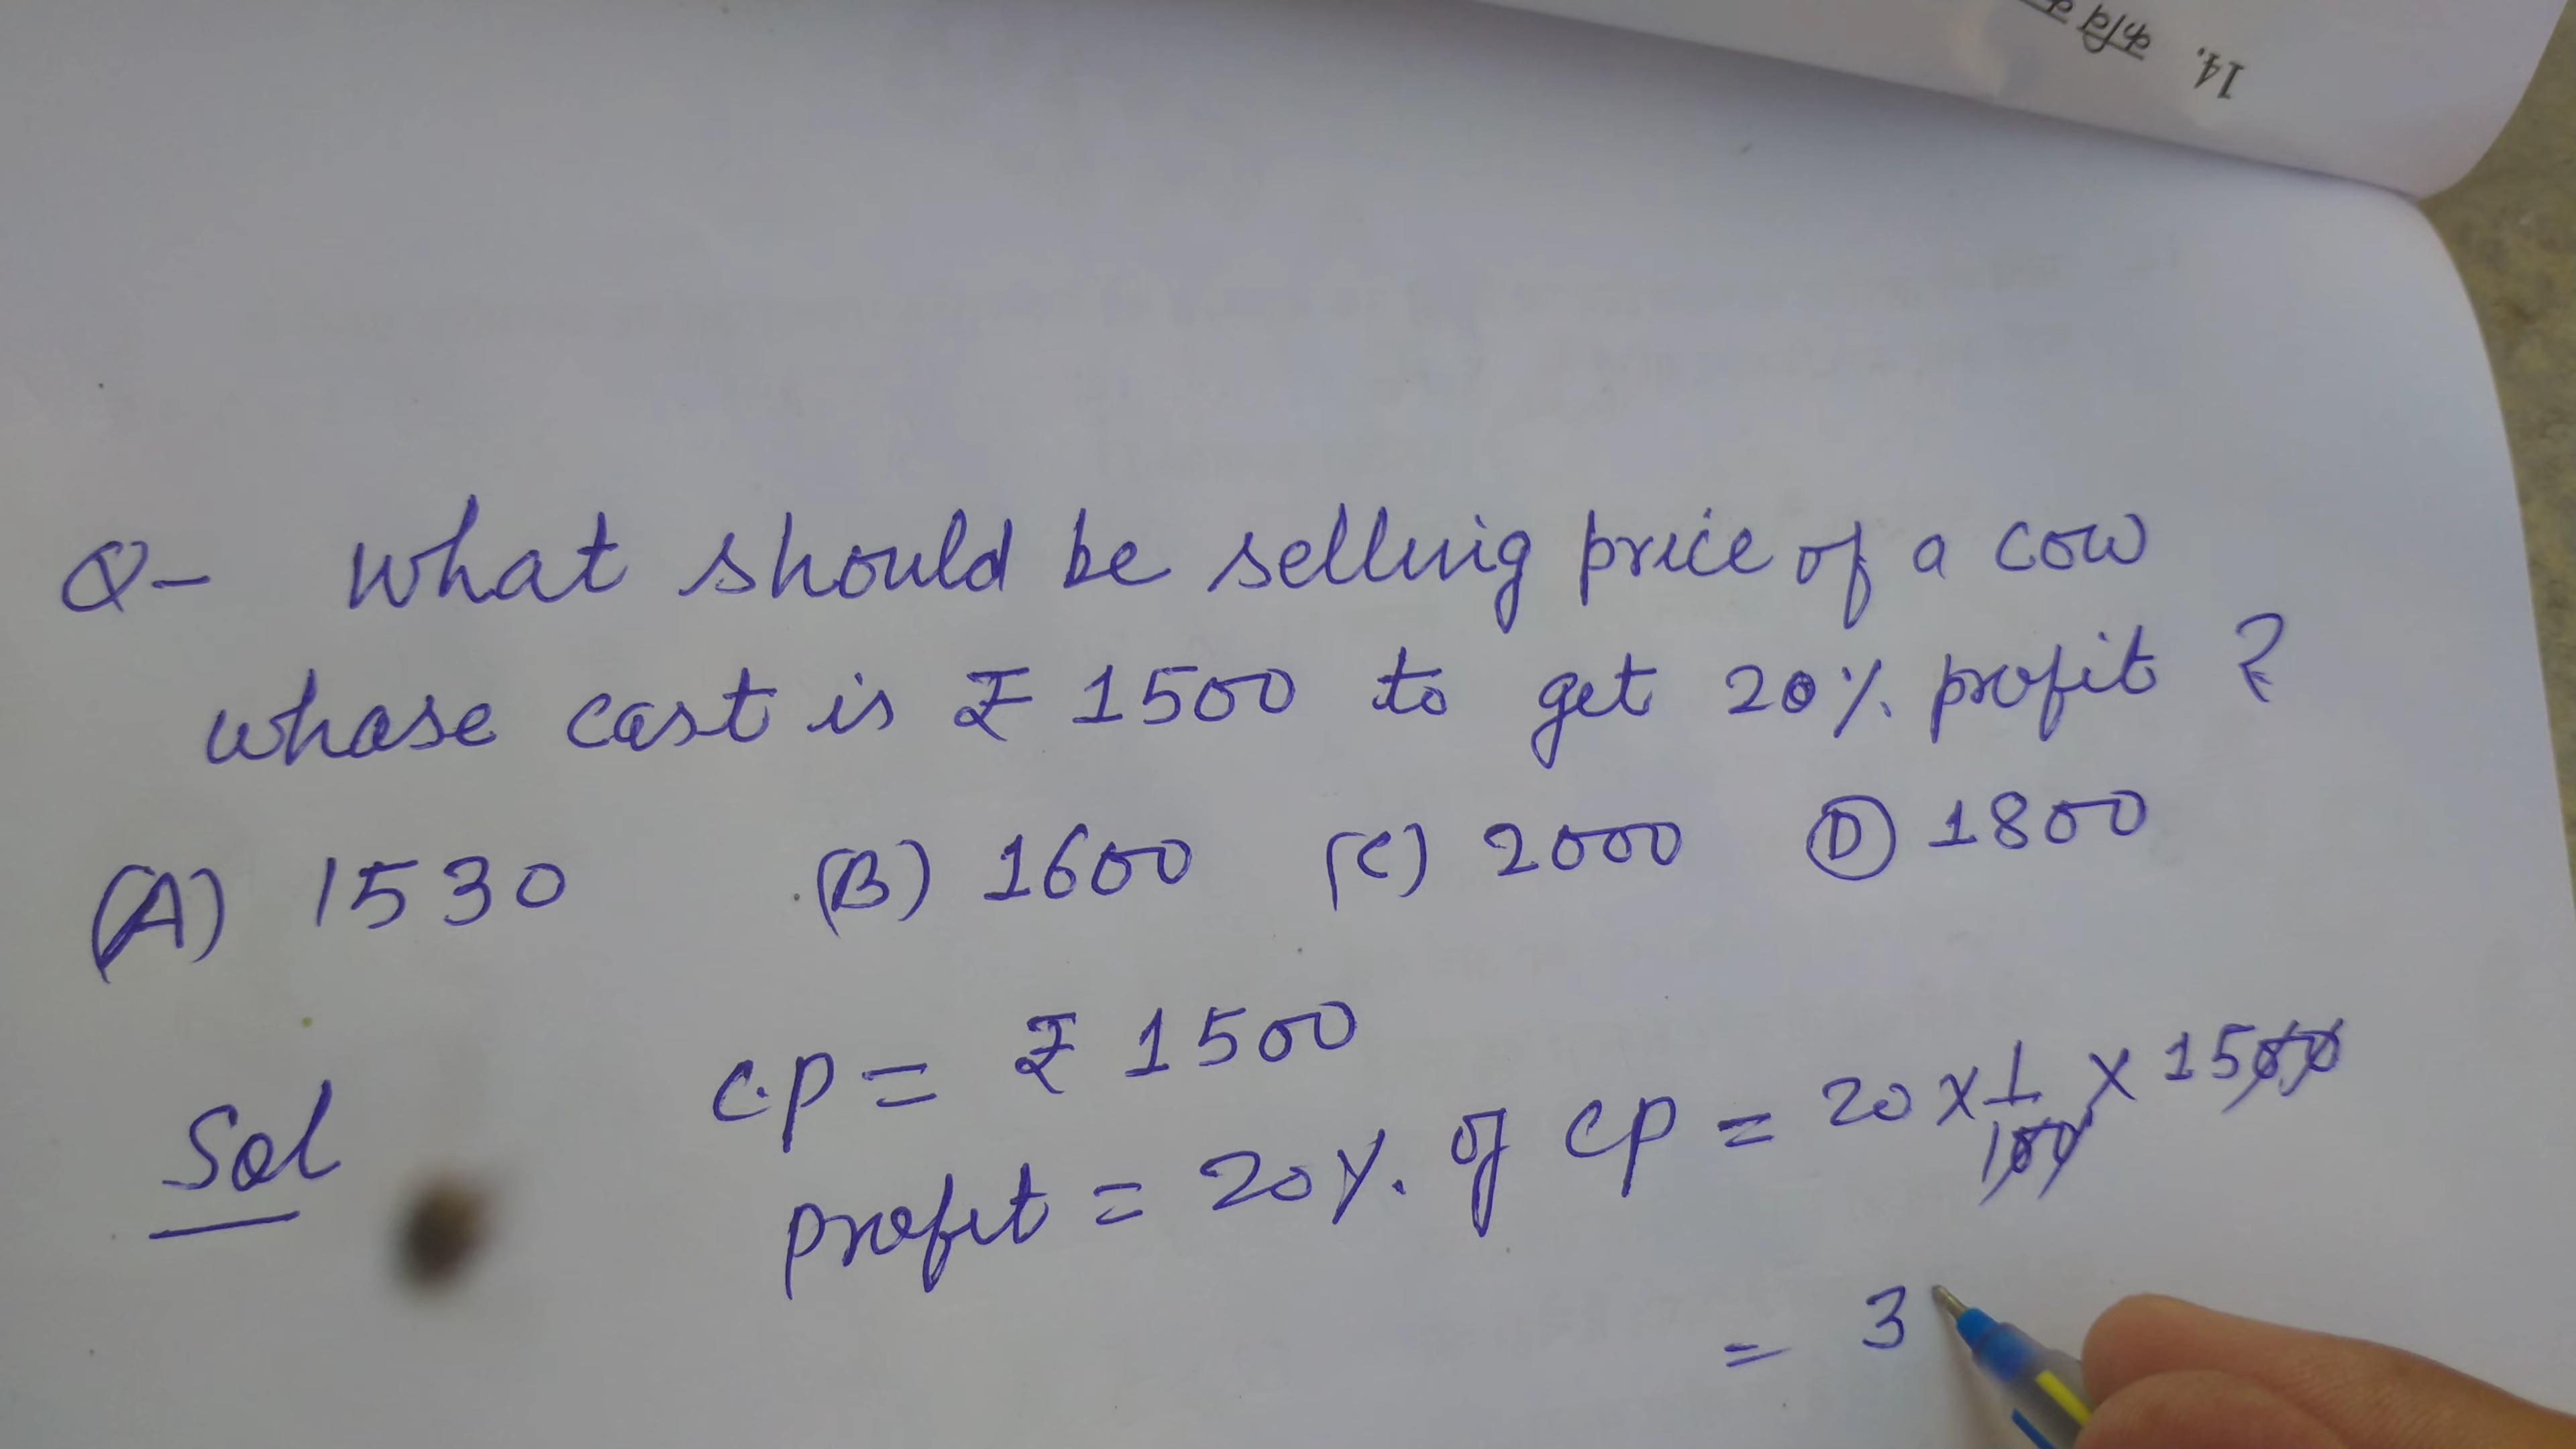 14.
Q- What should be selling price of a cow
whose cost is ₹ 1500 to get 20% profit ?
(A) 1530 (B) 1600 (C) 2000 (D) 1800
Sol
C.P = ₹ 1500
profit = 20% of CP = 20 × 1/100 × 1500
= 3